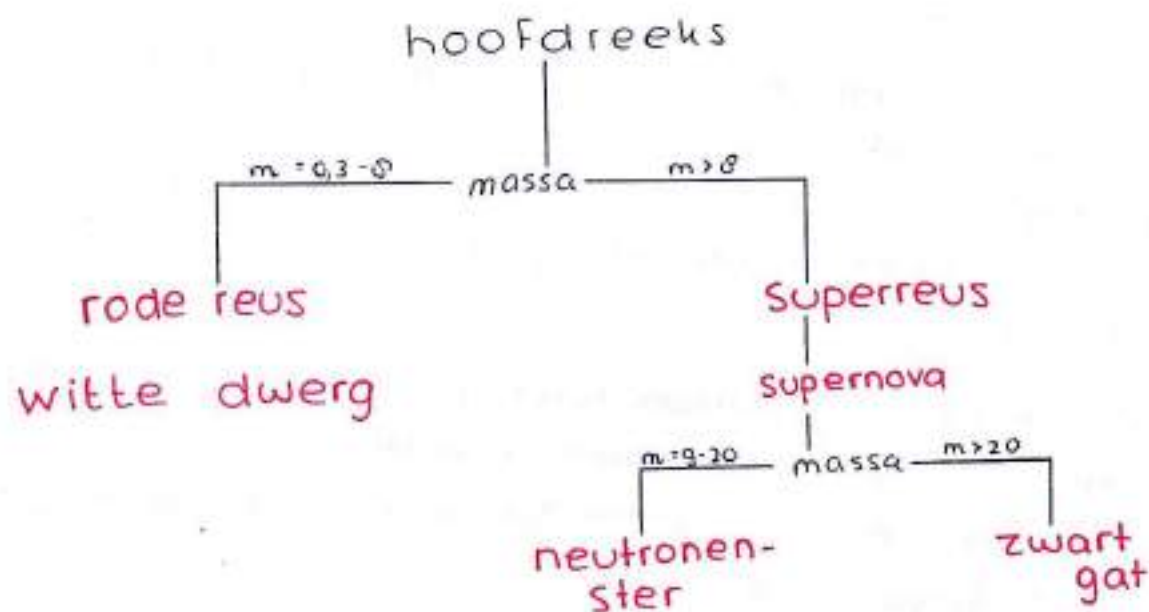 hoofdreeks
m = 0,3 - 8
massa
m > 8
rode reus
superreus
witte dwerg
supernova
m = 9 - 20
massa
m > 20
neutronen-
ster
zwart
gat